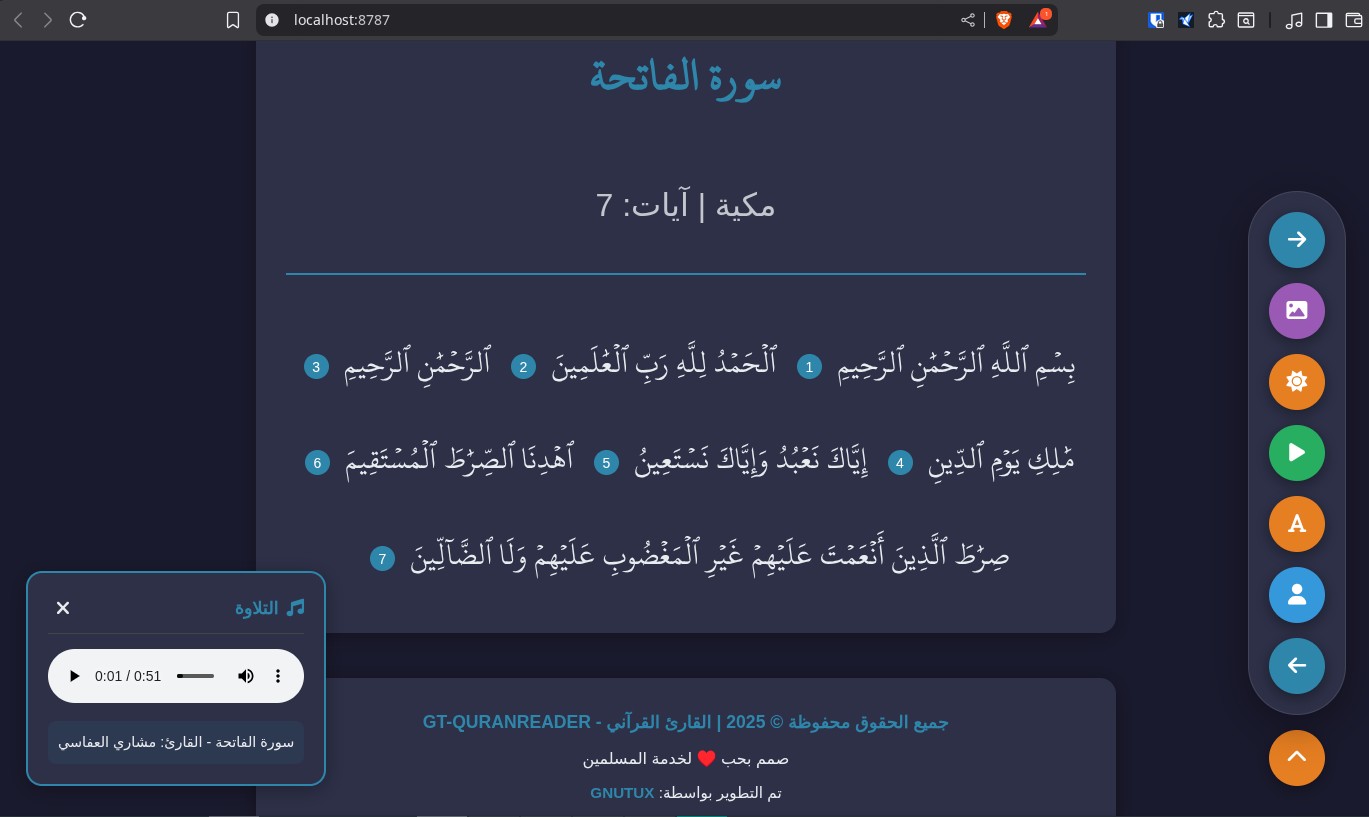 localhost:8787
سورة الفاتحة
مكية | آيات: 7
بِسْمِ ٱللَّهِ ٱلرَّحْمَٰنِ ٱلرَّحِيمِ 1 ٱلْحَمْدُ لِلَّهِ رَبِّ ٱلْعَٰلَمِينَ 2 ٱلرَّحْمَٰنِ ٱلرَّحِيمِ 3
مَٰلِكِ يَوْمِ ٱلدِّينِ 4 إِيَّاكَ نَعْبُدُ وَإِيَّاكَ نَسْتَعِينُ 5 ٱهْدِنَا ٱلصِّرَٰطَ ٱلْمُسْتَقِيمَ 6
صِرَٰطَ ٱلَّذِينَ أَنْعَمْتَ عَلَيْهِمْ غَيْرِ ٱلْمَغْضُوبِ عَلَيْهِمْ وَلَا ٱلضَّآلِّينَ 7
التلاوة
0:01 / 0:51
سورة الفاتحة - القارئ: مشاري العفاسي
جميع الحقوق محفوظة © 2025 | القارئ القرآني - GT-QURANREADER
صمم بحب ❤️ لخدمة المسلمين
تم التطوير بواسطة: GNUTUX